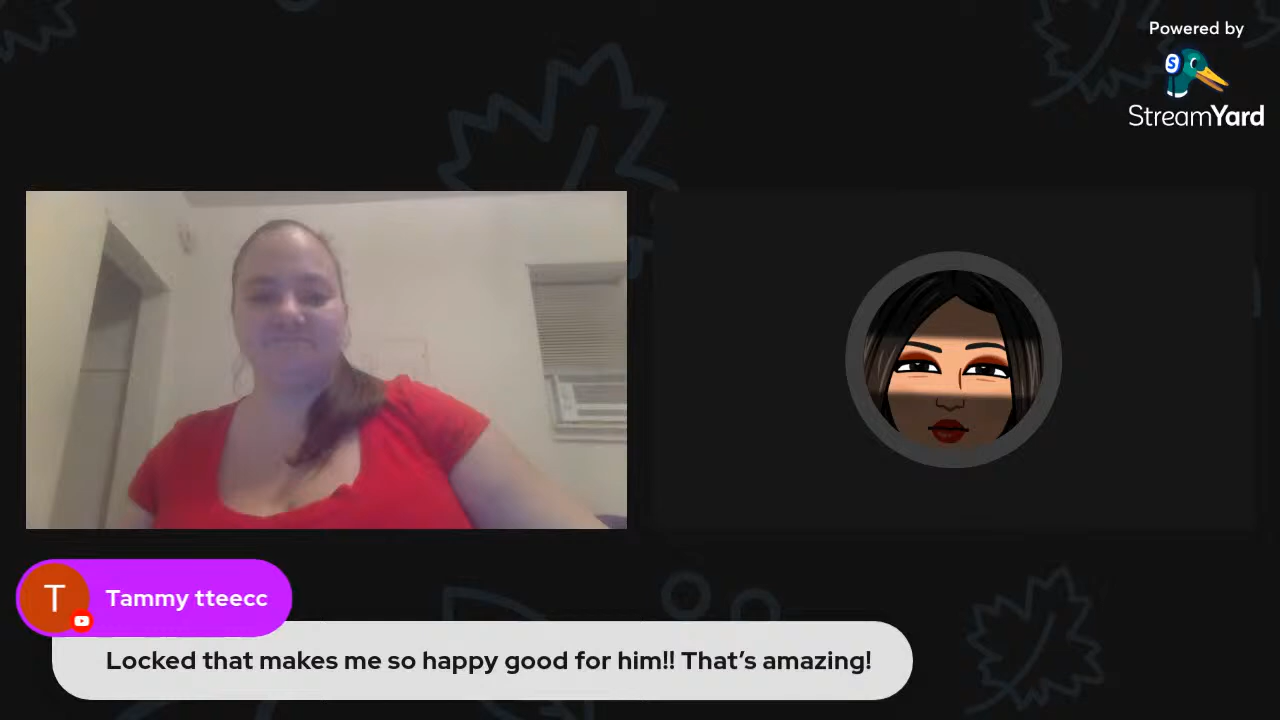 Powered by
S
StreamYard
T
Tammy tteecc
Locked that makes me so happy good for him!! That’s amazing!